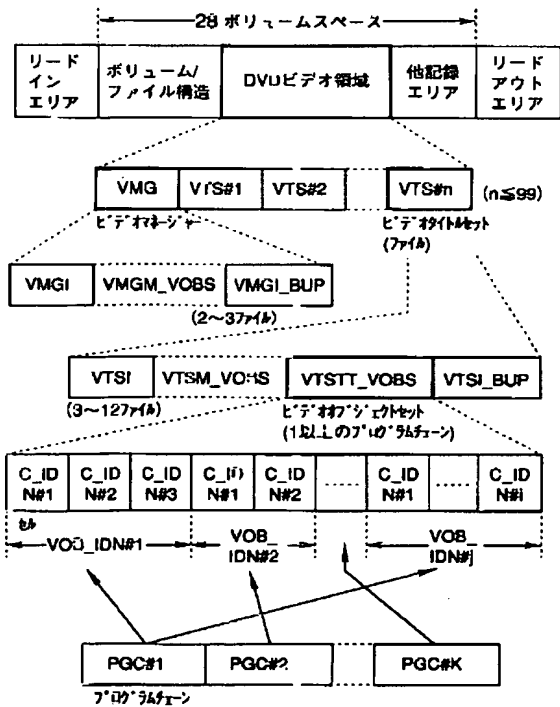 28 ボリュームスペース
リード
イン
エリア
ボリューム/
ファイル構造
DVDビデオ領域
他記録
エリア
リード
アウト
エリア
VMG
VTS#1
VTS#2
VTS#n
(n≦99)
ビデオマネージャー
ビデオタイトルセット
(ファイル)
VMGI
VMGM_VOBS
VMGI_BUP
(2〜3ファイル)
VTSI
VTSM_VOBS
VTSTT_VOBS
VTSI_BUP
(3〜12ファイル)
ビデオオブジェクトセット
(1以上のプログラムチェーン)
C_ID
N#1
C_ID
N#2
C_ID
N#3
C_ID
N#1
C_ID
N#2
C_ID
N#1
C_ID
N#i
セル
VOB_IDN#1
VOB_
IDN#2
VOB_
IDN#j
PGC#1
PGC#2
PGC#K
プログラムチェーン